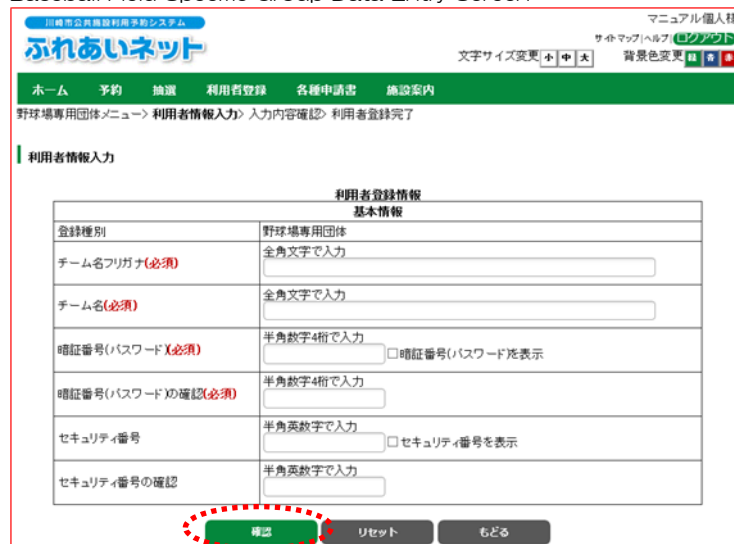 Baseball Field Specific Group Data Entry Screen
川崎市公共施設利用予約システム
マニュアル個人様
ふれあいネット
サイトマップ|ヘルプ|ログアウト
文字サイズ変更 小 中 大 背景色変更 緑 青 赤
ホーム 予約 抽選 利用者登録 各種申請書 施設案内
野球場専用団体メニュー> 利用者情報入力> 入力内容確認> 利用者登録完了
利用者情報入力
利用者登録情報
基本情報
登録種別 野球場専用団体
チーム名フリガナ(必須) 全角文字で入力
チーム名(必須) 全角文字で入力
暗証番号(パスワード)(必須) 半角数字4桁で入力 暗証番号(パスワード)を表示
暗証番号(パスワード)の確認(必須) 半角数字4桁で入力
セキュリティ番号 半角英数字で入力 セキュリティ番号を表示
セキュリティ番号の確認 半角英数字で入力
確認 リセット もどる